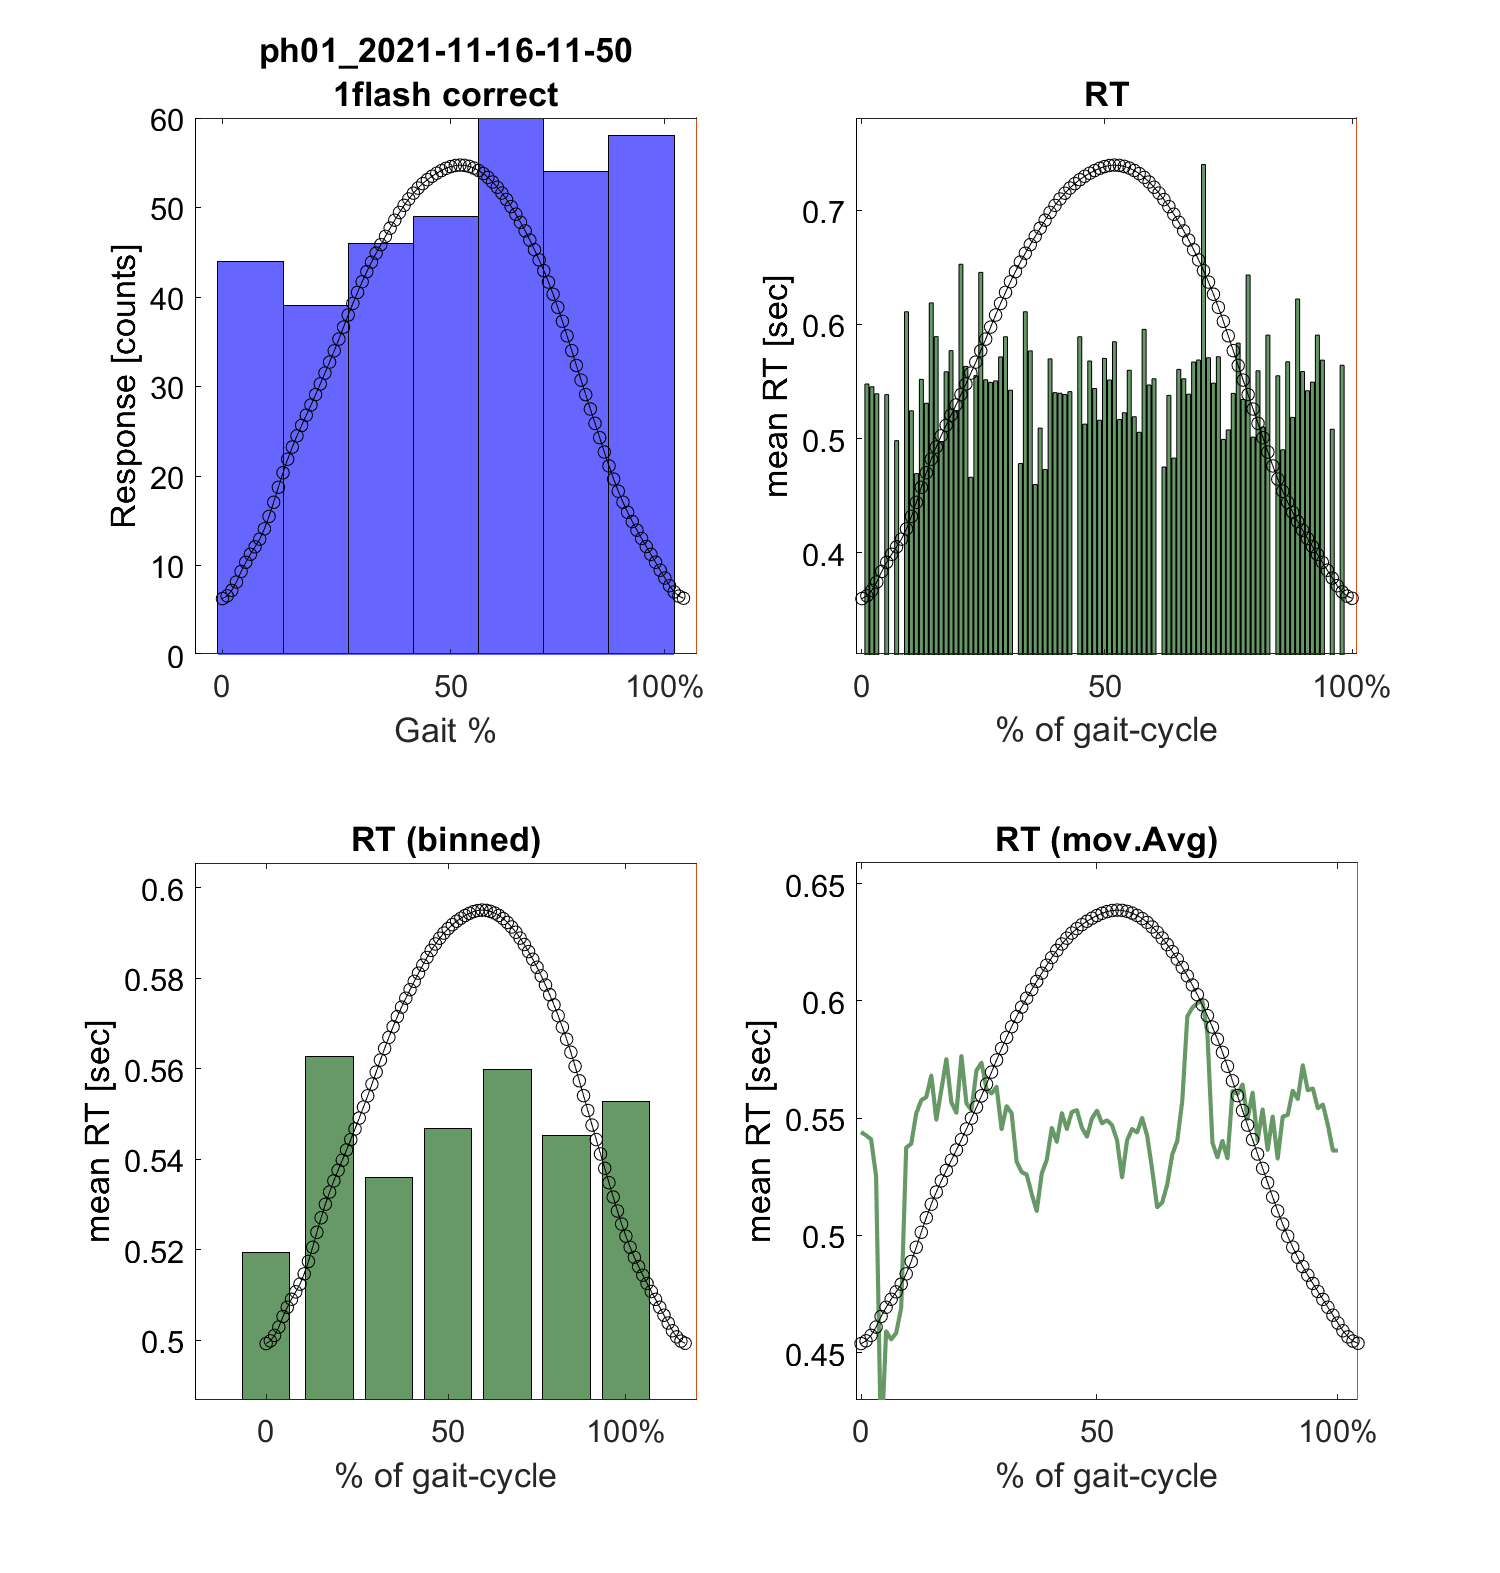 ph01_2021-11-16-11-50
1flash correct
60
50
40
30
20
10
0
Response [counts]
0 50 100%
Gait %
RT
0.7
0.6
0.5
0.4
mean RT [sec]
0 50 100%
% of gait-cycle
RT (binned)
0.6
0.58
0.56
0.54
0.52
0.5
mean RT [sec]
0 50 100%
% of gait-cycle
RT (mov.Avg)
0.65
0.6
0.55
0.5
0.45
mean RT [sec]
0 50 100%
% of gait-cycle